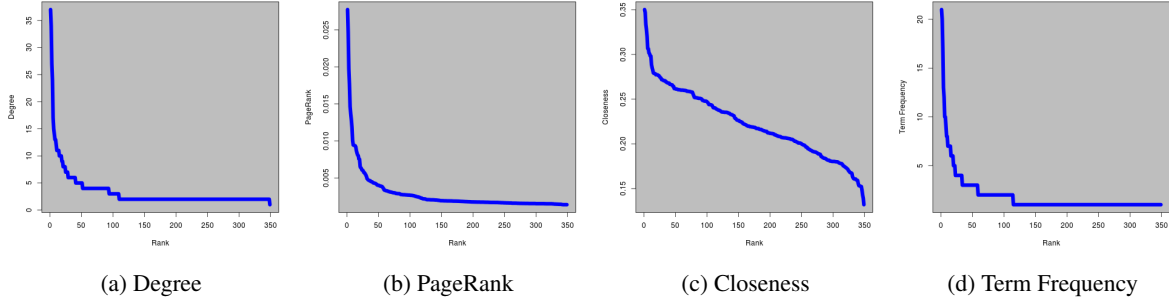 35
30
25
20
15
10
5
0
Degree
0 50 100 150 200 250 300 350
Rank
0.025
0.020
0.015
0.010
0.005
PageRank
0 50 100 150 200 250 300 350
Rank
0.35
0.30
0.25
0.20
0.15
Closeness
0 50 100 150 200 250 300 350
Rank
20
15
10
5
Term Frequency
0 50 100 150 200 250 300 350
Rank
(a) Degree
(b) PageRank
(c) Closeness
(d) Term Frequency